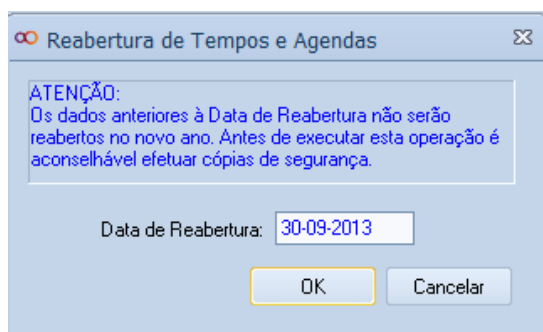 Reabertura de Tempos e Agendas
ATENÇÃO:
Os dados anteriores à Data de Reabertura não serão
reabertos no novo ano. Antes de executar esta operação é
aconselhável efetuar cópias de segurança.
Data de Reabertura: 30-09-2013
OK Cancelar